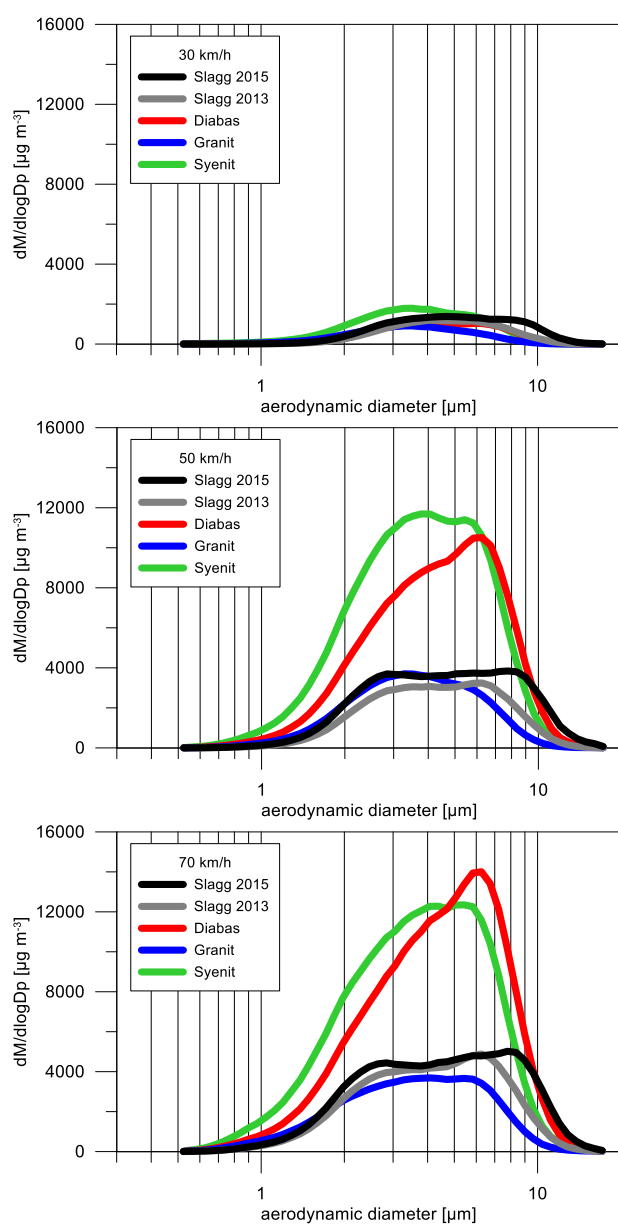 16000
12000
8000
4000
0
dM/dlogDp [µg m-3]
30 km/h
Slagg 2015
Slagg 2013
Diabas
Granit
Syenit
1
10
aerodynamic diameter [µm]
16000
12000
8000
4000
0
dM/dlogDp [µg m-3]
50 km/h
Slagg 2015
Slagg 2013
Diabas
Granit
Syenit
1
10
aerodynamic diameter [µm]
16000
12000
8000
4000
0
dM/dlogDp [µg m-3]
70 km/h
Slagg 2015
Slagg 2013
Diabas
Granit
Syenit
1
10
aerodynamic diameter [µm]